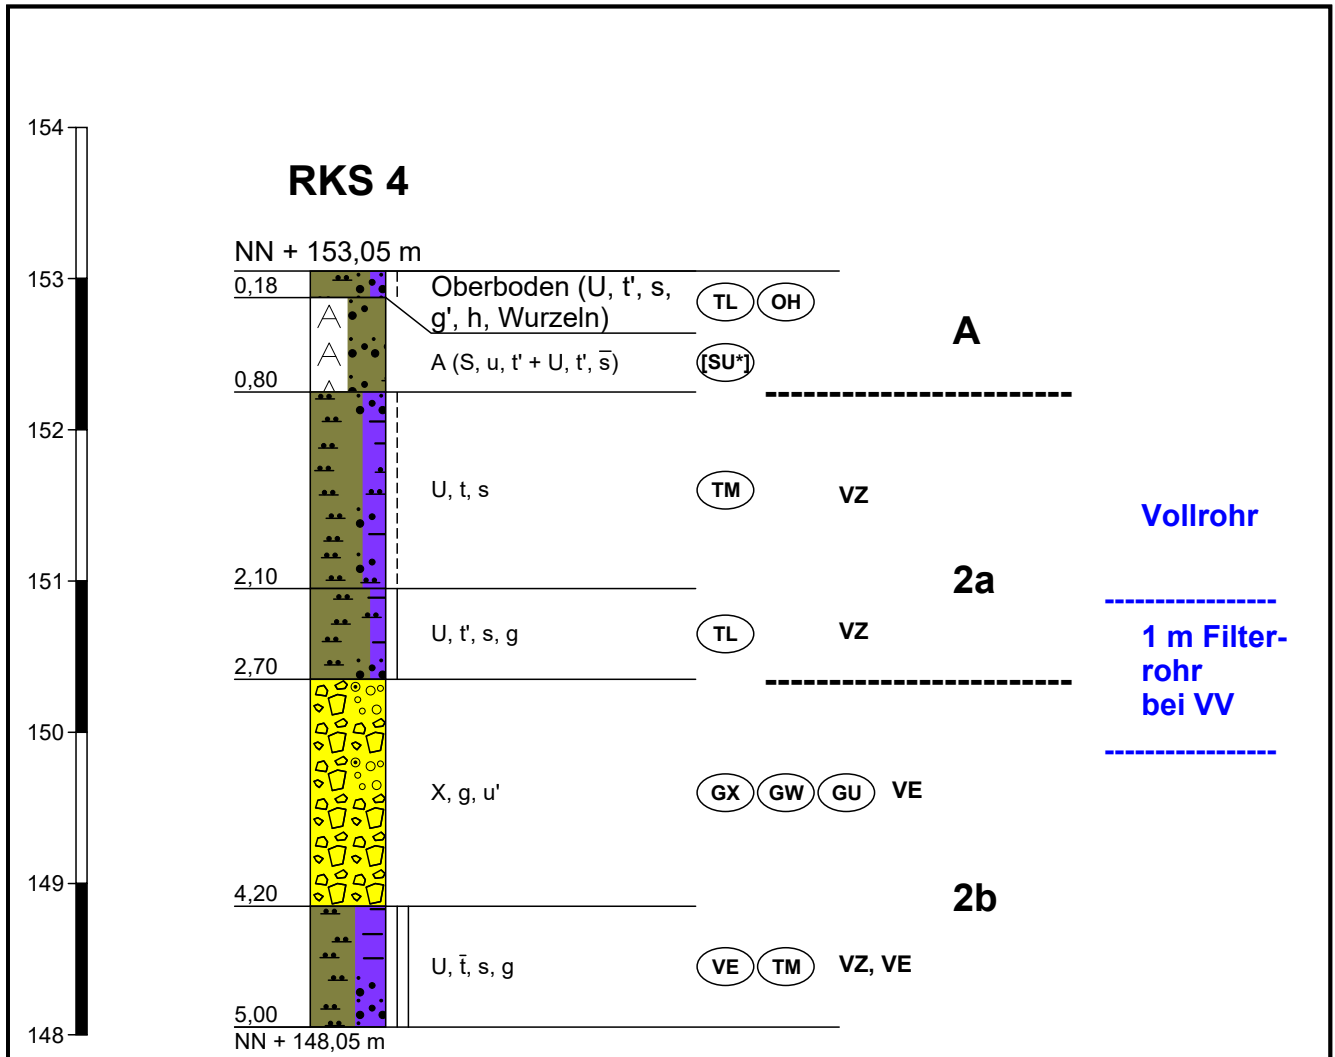 154
RKS 4
NN + 153,05 m
153
0,18
Oberboden (U, t', s,
g', h, Wurzeln)
TL OH
A
A (S, u, t' + U, t', s̄)
[SU*]
0,80
152
U, t, s
TM
VZ
Vollrohr
2,10
151
2a
U, t', s, g
TL
VZ
1 m Filter-
rohr
bei VV
2,70
150
X, g, u'
GX GW GU VE
4,20
149
2b
U, t̄, s, g
VE TM VZ, VE
5,00
148
NN + 148,05 m